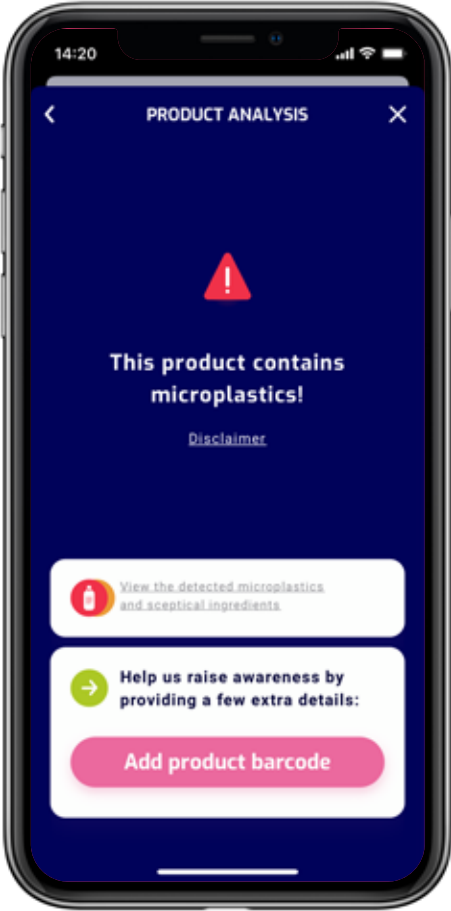 14:20
PRODUCT ANALYSIS
This product contains
microplastics!
Disclaimer
View the detected microplastics
and sceptical ingredients
Help us raise awareness by
providing a few extra details:
Add product barcode